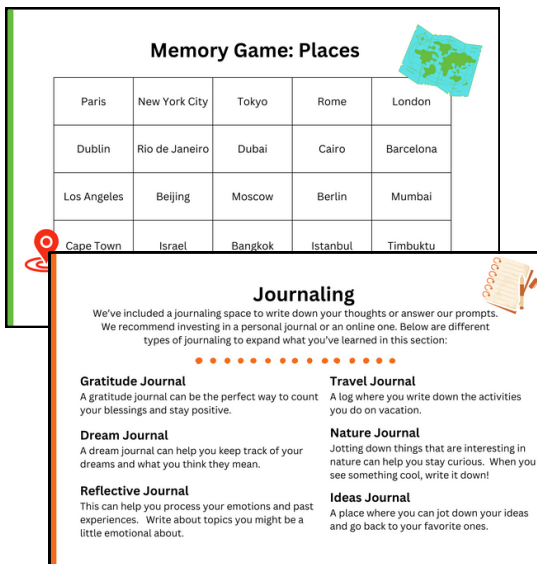 Memory Game: Places
Paris New York City Tokyo Rome London
Dublin Rio de Janeiro Dubai Cairo Barcelona
Los Angeles Beijing Moscow Berlin Mumbai
Cape Town Israel Bangkok Istanbul Timbuktu
Journaling
We've included a journaling space to write down your thoughts or answer our prompts.
We recommend investing in a personal journal or an online one. Below are different
types of journaling to expand what you've learned in this section:
Gratitude Journal
A gratitude journal can be the perfect way to count
your blessings and stay positive.
Dream Journal
A dream journal can help you keep track of your
dreams and what you think they mean.
Reflective Journal
This can help you process your emotions and past
experiences. Write about topics you might be a
little emotional about.
Travel Journal
A log where you write down the activities
you do on vacation.
Nature Journal
Jotting down things that are interesting in
nature can help you stay curious. When you
see something cool, write it down!
Ideas Journal
A place where you can jot down your ideas
and go back to your favorite ones.